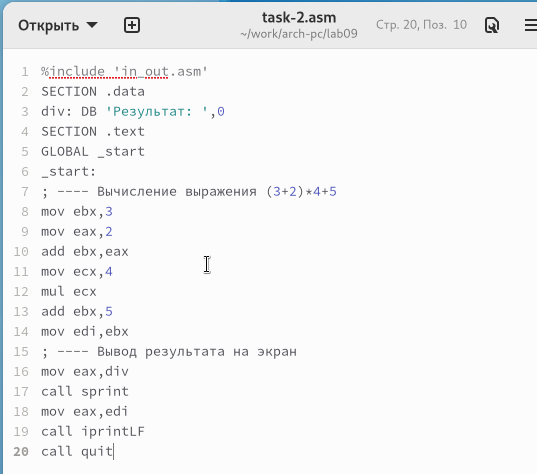 Открыть
task-2.asm
~/work/arch-pc/lab09
Стр. 20, Поз. 10
1 %include 'in_out.asm'
2 SECTION .data
3 div: DB 'Результат: ',0
4 SECTION .text
5 GLOBAL _start
6 _start:
7 ; ---- Вычисление выражения (3+2)*4+5
8 mov ebx,3
9 mov eax,2
10 add ebx,eax
11 mov ecx,4
12 mul ecx
13 add ebx,5
14 mov edi,ebx
15 ; ---- Вывод результата на экран
16 mov eax,div
17 call sprint
18 mov eax,edi
19 call iprintLF
20 call quit